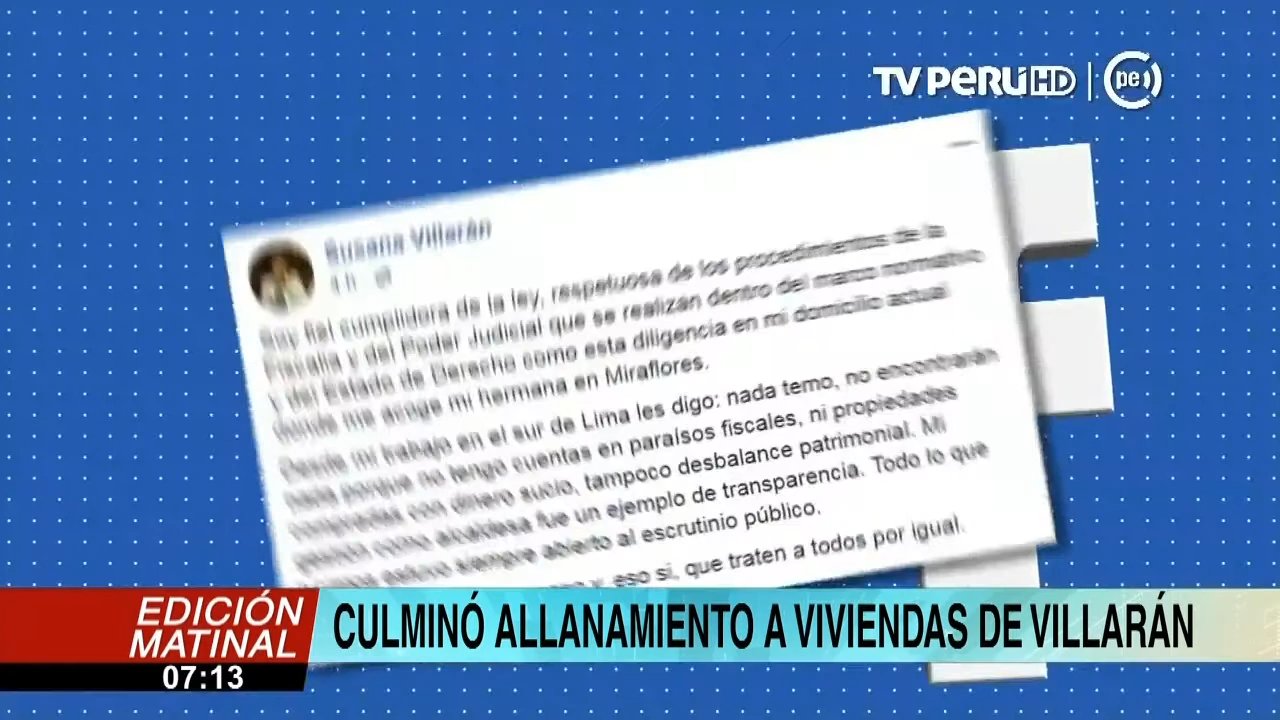 TV PERÚ HD
pe
Susana Villarán
Soy fiel cumplidora de la ley, respetuosa de los procedimientos de la
Fiscalía y del Poder Judicial que se realizan dentro del marco normativo
y del Estado de Derecho como esta diligencia en mi domicilio actual
donde me acoge mi hermana en Miraflores.
Desde mi trabajo en el sur de Lima les digo: nada temo, no encontrarán
nada porque no tengo cuentas en paraísos fiscales, ni propiedades
compradas con dinero sucio, tampoco desbalance patrimonial. Mi
gestión como alcaldesa fue un ejemplo de transparencia. Todo lo que
estuvo siempre abierto al escrutinio público.
y, eso sí, que traten a todos por igual.
EDICIÓN
MATINAL
07:13
CULMINÓ ALLANAMIENTO A VIVIENDAS DE VILLARÁN